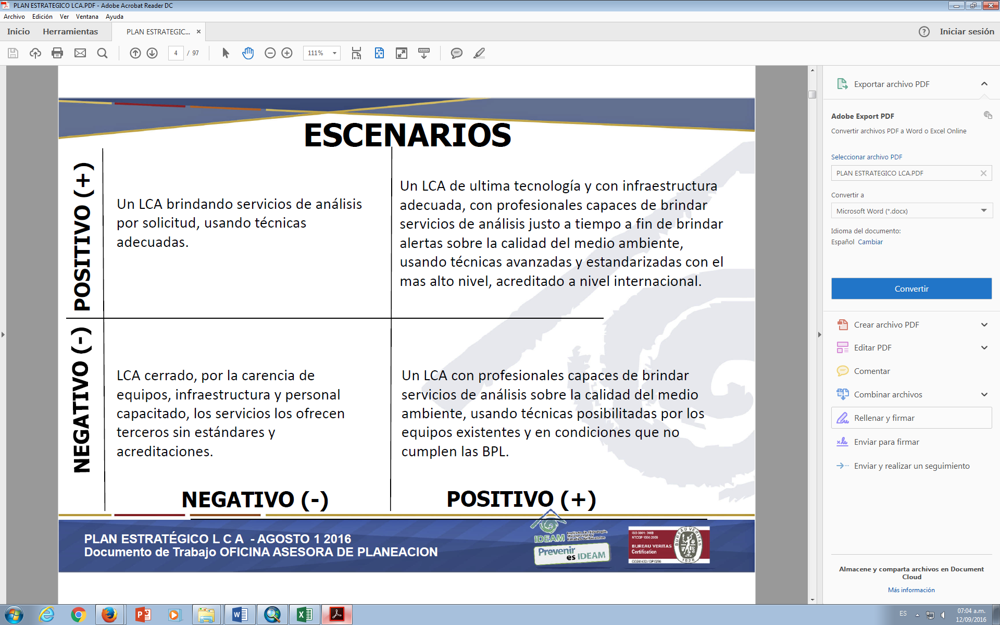 PLAN ESTRATEGICO LCA.PDF - Adobe Acrobat Reader DC
Archivo Edición Ver Ventana Ayuda
Inicio Herramientas PLAN ESTRATEGIC... × ? Iniciar sesión
4 / 97 111%
ESCENARIOS
POSITIVO (+)
Un LCA brindando servicios de análisis
por solicitud, usando técnicas
adecuadas.
Un LCA de ultima tecnología y con infraestructura
adecuada, con profesionales capaces de brindar
servicios de análisis justo a tiempo a fin de brindar
alertas sobre la calidad del medio ambiente,
usando técnicas avanzadas y estandarizadas con el
mas alto nivel, acreditado a nivel internacional.
NEGATIVO (-)
LCA cerrado, por la carencia de
equipos, infraestructura y personal
capacitado, los servicios los ofrecen
terceros sin estándares y
acreditaciones.
Un LCA con profesionales capaces de brindar
servicios de análisis sobre la calidad del medio
ambiente, usando técnicas posibilitadas por los
equipos existentes y en condiciones que no
cumplen las BPL.
NEGATIVO (-) POSITIVO (+)
PLAN ESTRATÉGICO L C A - AGOSTO 1 2016
Documento de Trabajo OFICINA ASESORA DE PLANEACION
IDEAM
Instituto de Hidrología,
Meteorología y
Estudios Ambientales
Prevenir
es IDEAM
ISO 9001: 2008
NTCGP 1000:2009
BUREAU VERITAS
Certification
BUREAU VERITAS
1828
Exportar archivo PDF
Adobe Export PDF
Convertir archivos PDF a Word o Excel Online
Seleccionar archivo PDF
PLAN ESTRATEGICO LCA.PDF
Convertir a
Microsoft Word (*.docx)
Idioma del documento:
Español Cambiar
Convertir
Crear archivo PDF
Editar PDF
Comentar
Combinar archivos
Rellenar y firmar
Enviar para firmar
Enviar y realizar un seguimiento
Almacene y comparta archivos en Document
Cloud
Más información
ES
07:04 a.m.
12/09/2016